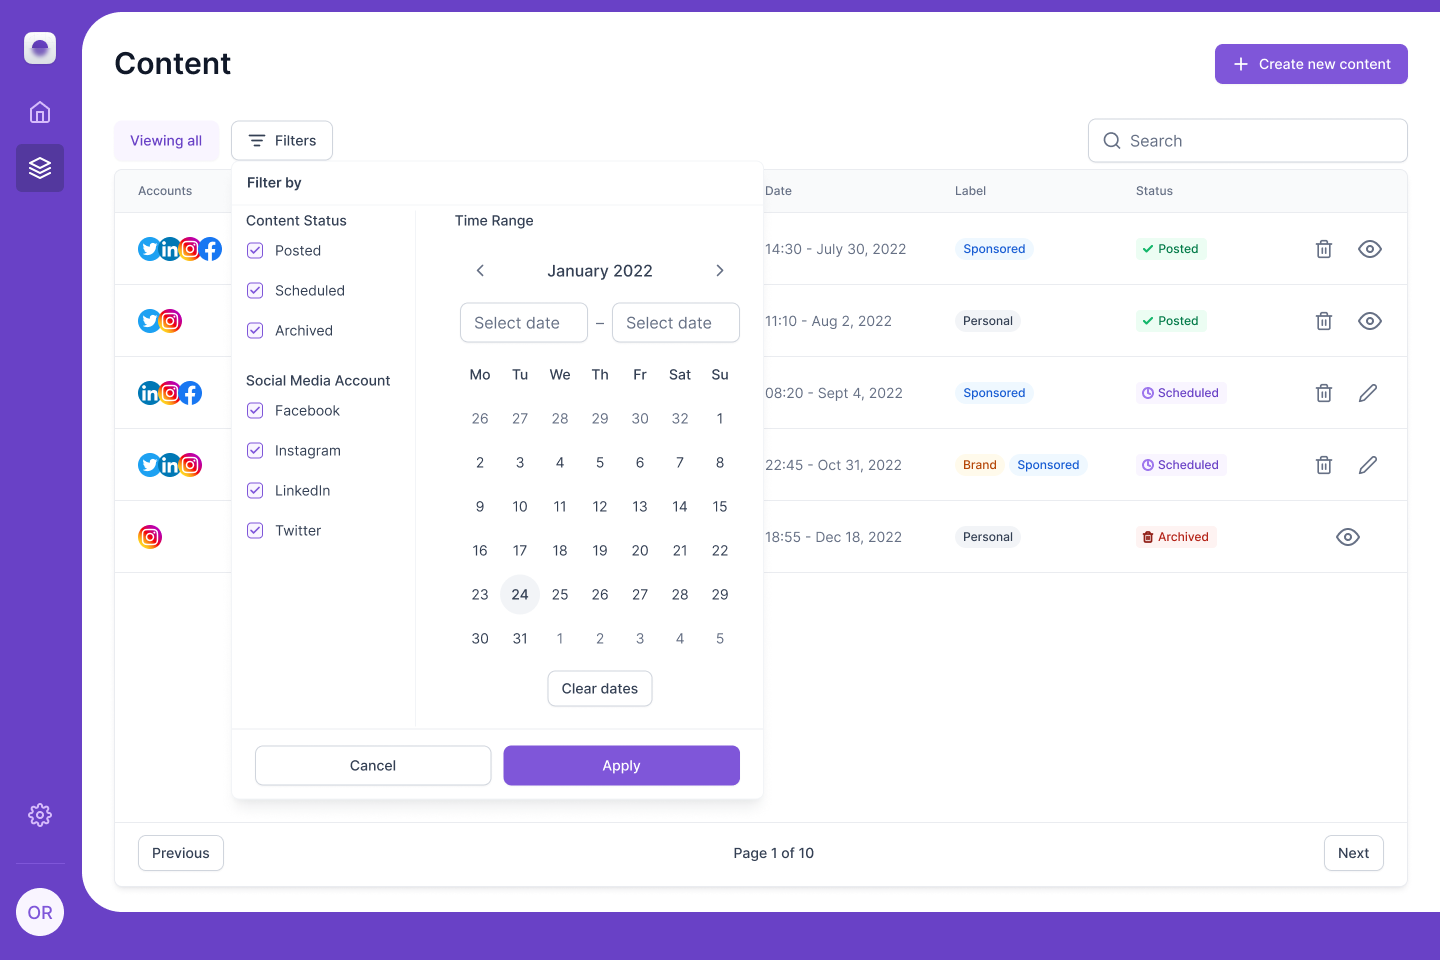 Content
Create new content
Viewing all
Filters
Search
Accounts
Date
Label
Status
Filter by
Content Status
Posted
Scheduled
Archived
Social Media Account
Facebook
Instagram
LinkedIn
Twitter
Time Range
January 2022
Select date – Select date
Mo Tu We Th Fr Sat Su
26 27 28 29 30 32 1
2 3 4 5 6 7 8
9 10 11 12 13 14 15
16 17 18 19 20 21 22
23 24 25 26 27 28 29
30 31 1 2 3 4 5
Clear dates
Cancel
Apply
14:30 - July 30, 2022 Sponsored Posted
11:10 - Aug 2, 2022 Personal Posted
08:20 - Sept 4, 2022 Sponsored Scheduled
22:45 - Oct 31, 2022 Brand Sponsored Scheduled
18:55 - Dec 18, 2022 Personal Archived
Previous
Page 1 of 10
Next
OR